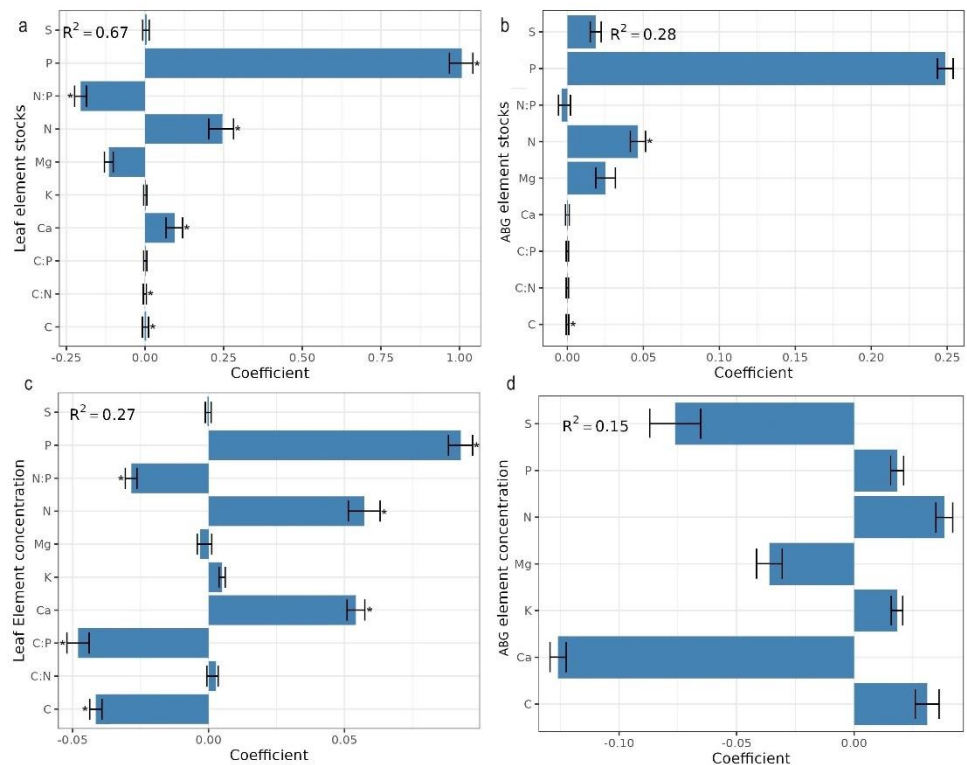 a
R² = 0.67
Leaf element stocks
S
P
N:P
N
Mg
K
Ca
C:P
C:N
C
*
*
*
*
*
*
-0.25
0.00
0.25
0.50
0.75
1.00
Coefficient
b
R² = 0.28
ABG element stocks
S
P
N:P
N
Mg
Ca
C:P
C:N
C
*
*
0.00
0.05
0.10
0.15
0.20
0.25
Coefficient
c
R² = 0.27
Leaf Element concentration
S
P
N:P
N
Mg
K
Ca
C:P
C:N
C
*
*
*
*
*
*
-0.05
0.00
0.05
Coefficient
d
R² = 0.15
ABG element concentration
S
P
N
Mg
K
Ca
C
-0.10
-0.05
0.00
Coefficient